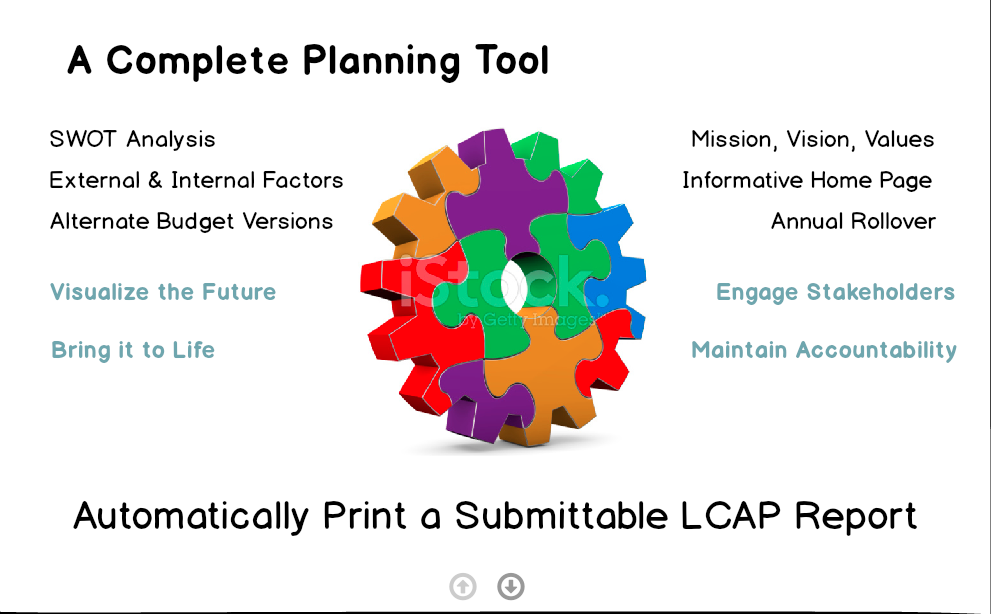 A Complete Planning Tool
SWOT Analysis
External & Internal Factors
Alternate Budget Versions
Visualize the Future
Bring it to Life
Mission, Vision, Values
Informative Home Page
Annual Rollover
Engage Stakeholders
Maintain Accountability
iStock.
by Getty Images
Automatically Print a Submittable LCAP Report